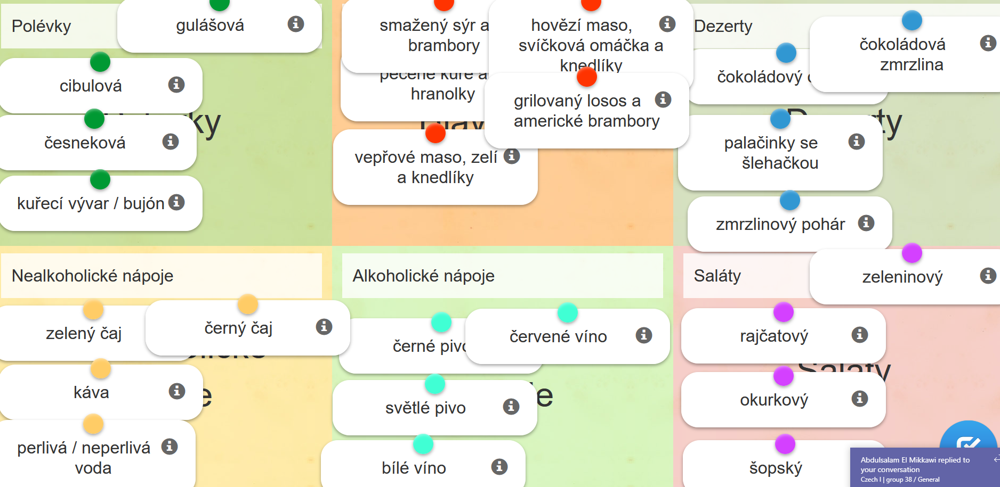 Polévky
gulášová
cibulová
česneková
kuřecí vývar / bujón
smažený sýr a
brambory
pečené kuře a
hranolky
hovězí maso,
svíčková omáčka a
knedlíky
grilovaný losos a
americké brambory
vepřové maso, zelí
a knedlíky
Dezerty
čokoládová
zmrzlina
čokoládový
palačinky se
šlehačkou
zmrzlinový pohár
Nealkoholické nápoje
zelený čaj
černý čaj
káva
perlivá / neperlivá
voda
Alkoholické nápoje
černé pivo
červené víno
světlé pivo
bílé víno
Saláty
zeleninový
rajčatový
Saláty
okurkový
šopský
Abdulsalam El Mikkawi replied to
your conversation
Czech I | group 38 / General